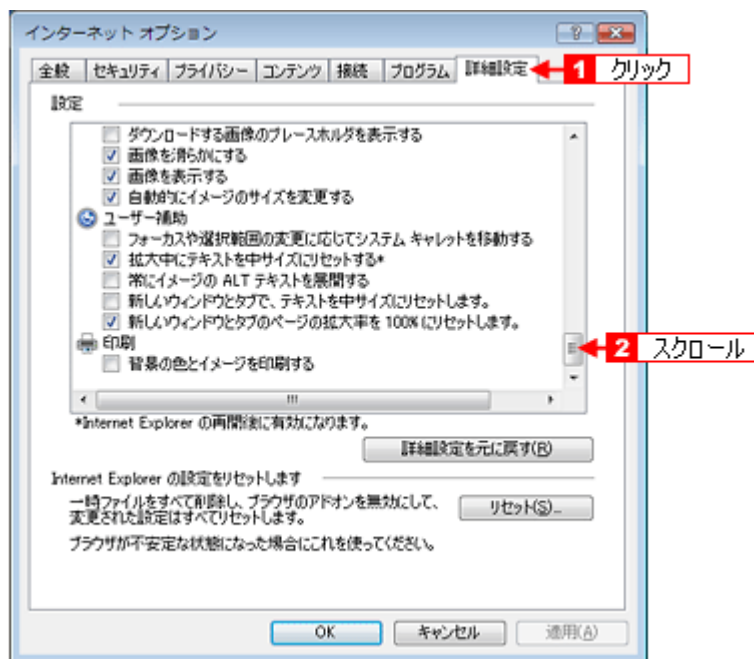 インターネット オプション
全般 セキュリティ プライバシー コンテンツ 接続 プログラム 詳細設定 1 クリック
設定
ダウンロードする画像のプレースホルダを表示する
画像を滑らかにする
画像を表示する
自動的にイメージのサイズを変更する
ユーザー補助
フォーカスや選択範囲の変更に応じてシステム キャレットを移動する
拡大中にテキストを中サイズにリセットする*
常にイメージの ALT テキストを展開する
新しいウィンドウとタブで、テキストを中サイズにリセットします。
新しいウィンドウとタブのページの拡大率を 100% にリセットします。
印刷
2 スクロール
背景の色とイメージを印刷する
*Internet Explorer の再開後に有効になります。
詳細設定を元に戻す(R)
Internet Explorer の設定をリセットします
一時ファイルをすべて削除し、ブラウザのアドオンを無効にして、
変更された設定はすべてリセットします。
リセット(S)...
ブラウザが不安定な状態になった場合にこれを使ってください。
OK キャンセル 適用(A)